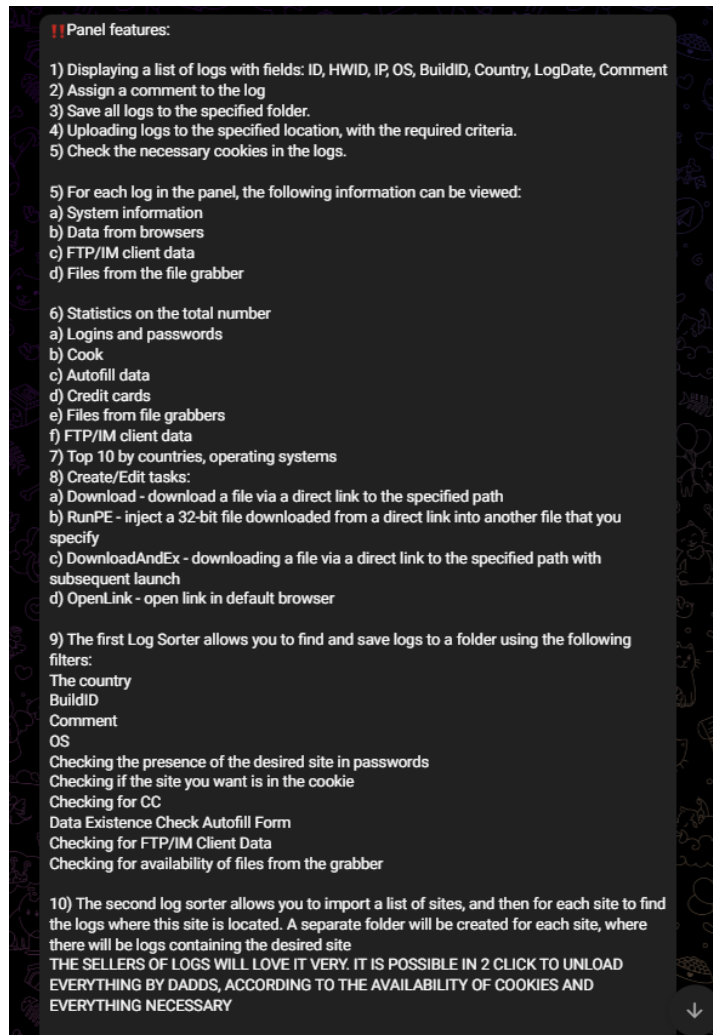 ‼️Panel features:
1) Displaying a list of logs with fields: ID, HWID, IP, OS, BuildID, Country, LogDate, Comment
2) Assign a comment to the log
3) Save all logs to the specified folder.
4) Uploading logs to the specified location, with the required criteria.
5) Check the necessary cookies in the logs.
5) For each log in the panel, the following information can be viewed:
a) System information
b) Data from browsers
c) FTP/IM client data
d) Files from the file grabber
6) Statistics on the total number
a) Logins and passwords
b) Cook
c) Autofill data
d) Credit cards
e) Files from file grabbers
f) FTP/IM client data
7) Top 10 by countries, operating systems
8) Create/Edit tasks:
a) Download - download a file via a direct link to the specified path
b) RunPE - inject a 32-bit file downloaded from a direct link into another file that you
specify
c) DownloadAndEx - downloading a file via a direct link to the specified path with
subsequent launch
d) OpenLink - open link in default browser
9) The first Log Sorter allows you to find and save logs to a folder using the following
filters:
The country
BuildID
Comment
OS
Checking the presence of the desired site in passwords
Checking if the site you want is in the cookie
Checking for CC
Data Existence Check Autofill Form
Checking for FTP/IM Client Data
Checking for availability of files from the grabber
10) The second log sorter allows you to import a list of sites, and then for each site to find
the logs where this site is located. A separate folder will be created for each site, where
there will be logs containing the desired site
THE SELLERS OF LOGS WILL LOVE IT VERY. IT IS POSSIBLE IN 2 CLICK TO UNLOAD
EVERYTHING BY DADDS, ACCORDING TO THE AVAILABILITY OF COOKIES AND
EVERYTHING NECESSARY